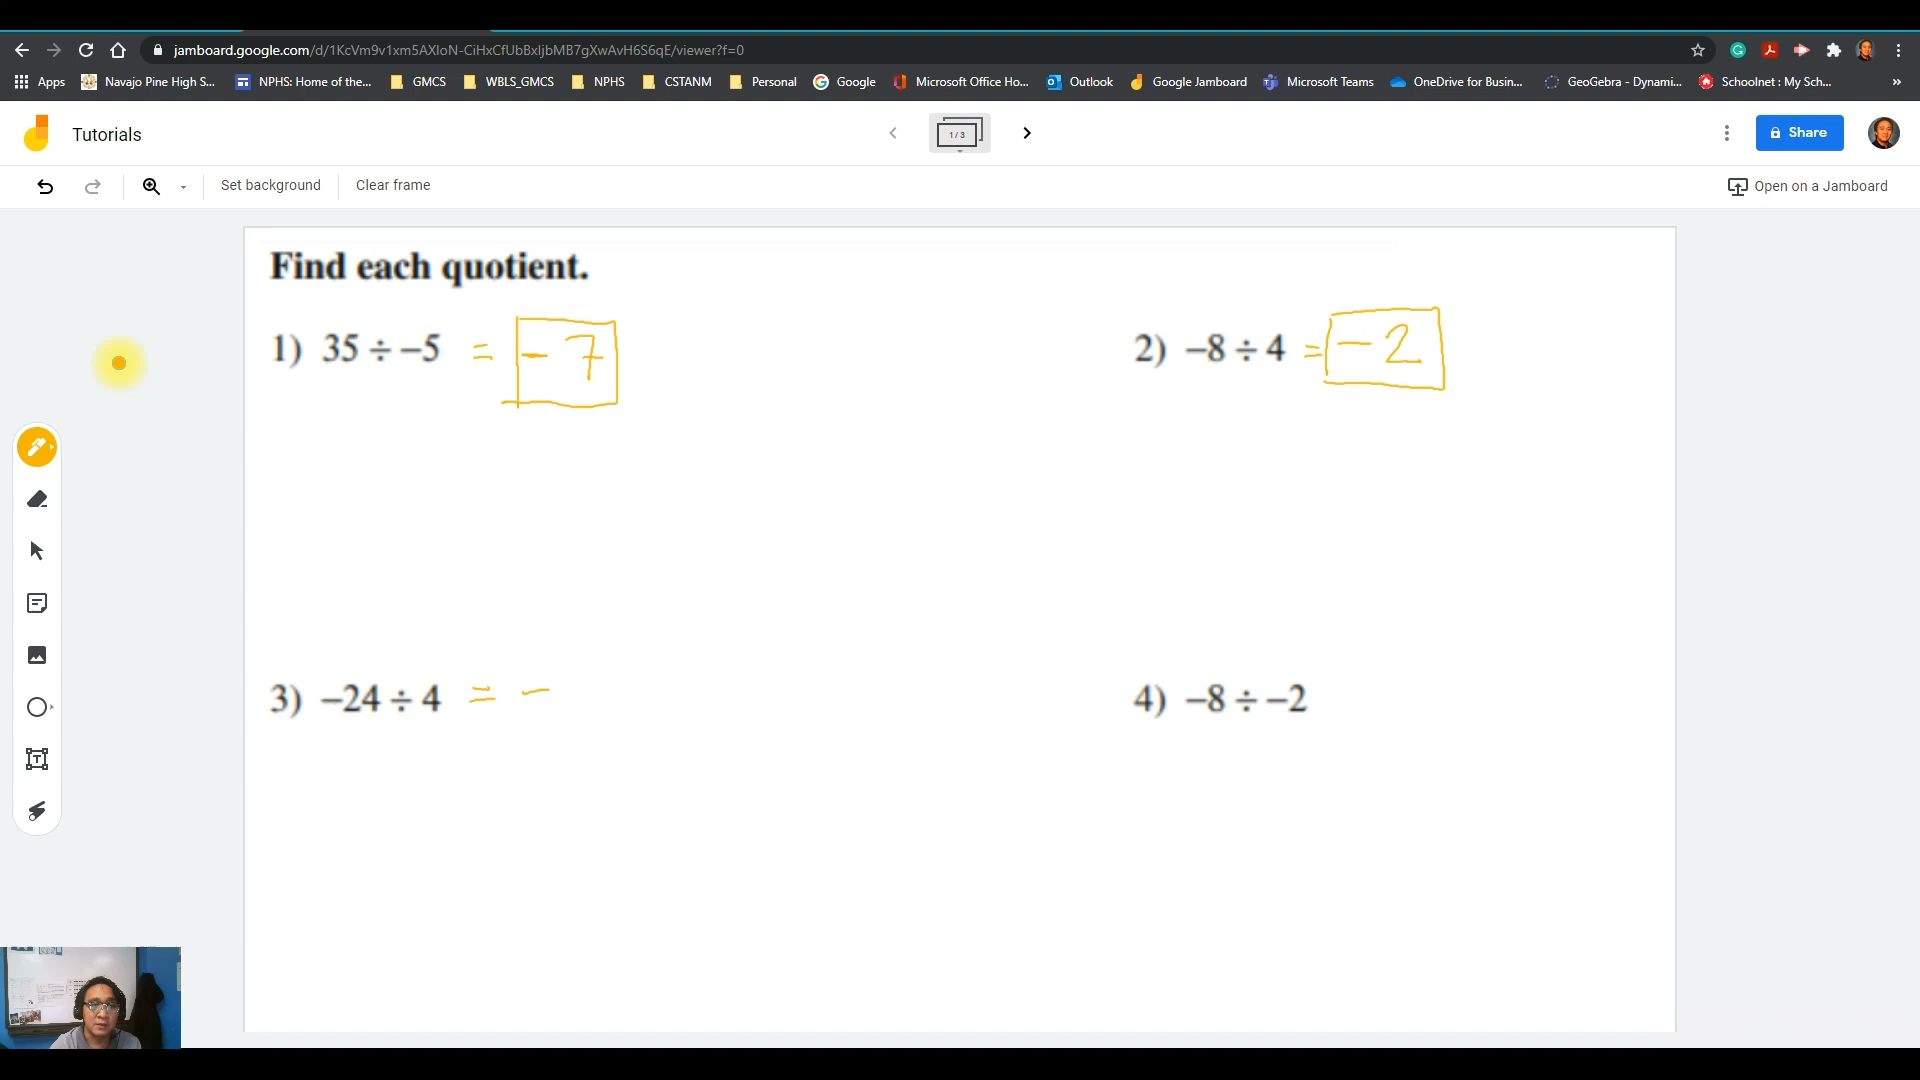 jamboard.google.com/d/1KcVm9v1xm5AXloN-CiHxCfUbBxljbMB7gXwAvH6S6qE/viewer?f=0
Apps Navajo Pine High S... NPHS: Home of the... GMCS WBLS_GMCS NPHS CSTANM Personal Google Microsoft Office Ho... Outlook Google Jamboard Microsoft Teams OneDrive for Busin... GeoGebra - Dynami... Schoolnet : My Sch... »
Tutorials 1 / 3 Share
Set background Clear frame Open on a Jamboard
Find each quotient.
1) 35 ÷ −5 = − 7 2) −8 ÷ 4 = − 2
3) −24 ÷ 4 = − 4) −8 ÷ −2